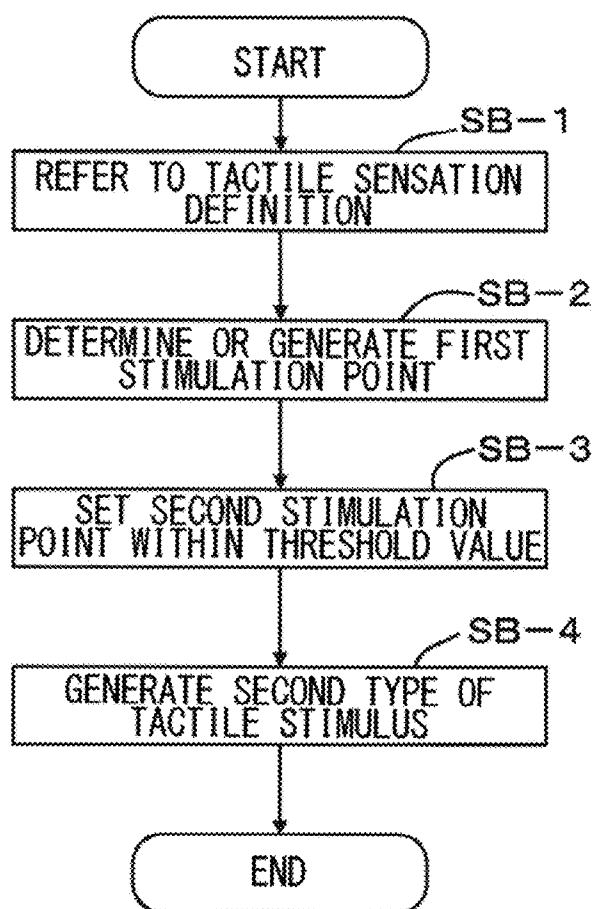 START
SB-1
REFER TO TACTILE SENSATION
DEFINITION
SB-2
DETERMINE OR GENERATE FIRST
STIMULATION POINT
SB-3
SET SECOND STIMULATION
POINT WITHIN THRESHOLD VALUE
SB-4
GENERATE SECOND TYPE OF
TACTILE STIMULUS
END